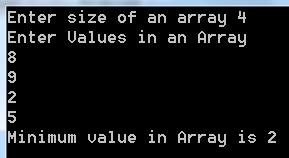 Enter size of an array 4
Enter Values in an Array
8
9
2
5
Minimum value in Array is 2